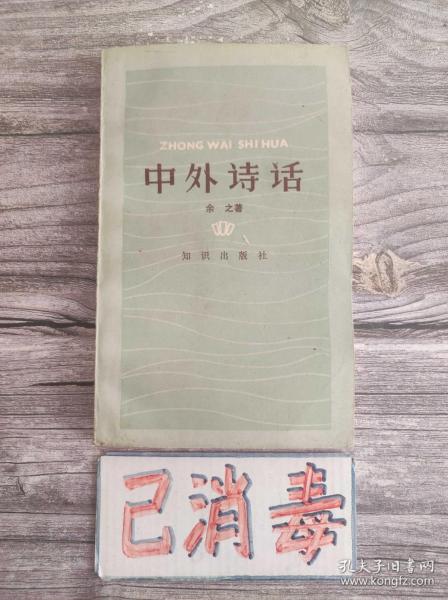 ZHONG WAI SHI HUA
中外诗话
余之著
知识出版社
已消毒
孔夫子旧书网
www.kongfz.com